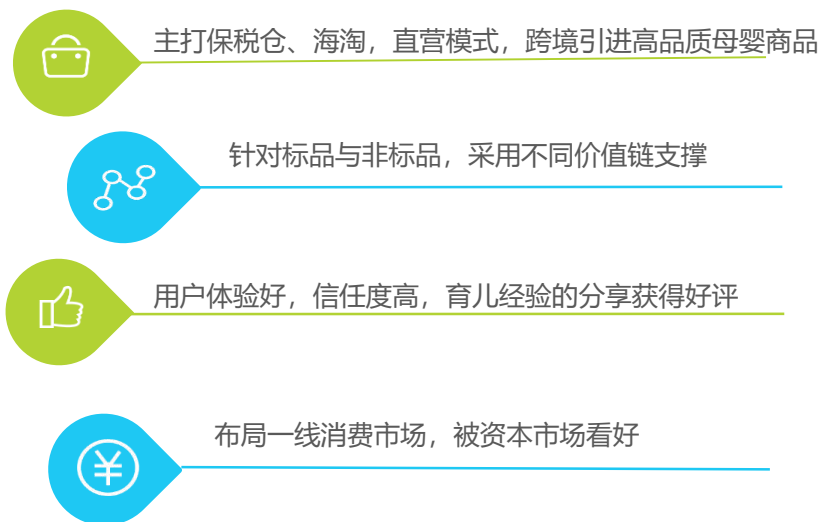 主打保税仓、海淘，直营模式，跨境引进高品质母婴商品
针对标品与非标品，采用不同价值链支撑
用户体验好，信任度高，育儿经验的分享获得好评
布局一线消费市场，被资本市场看好
¥